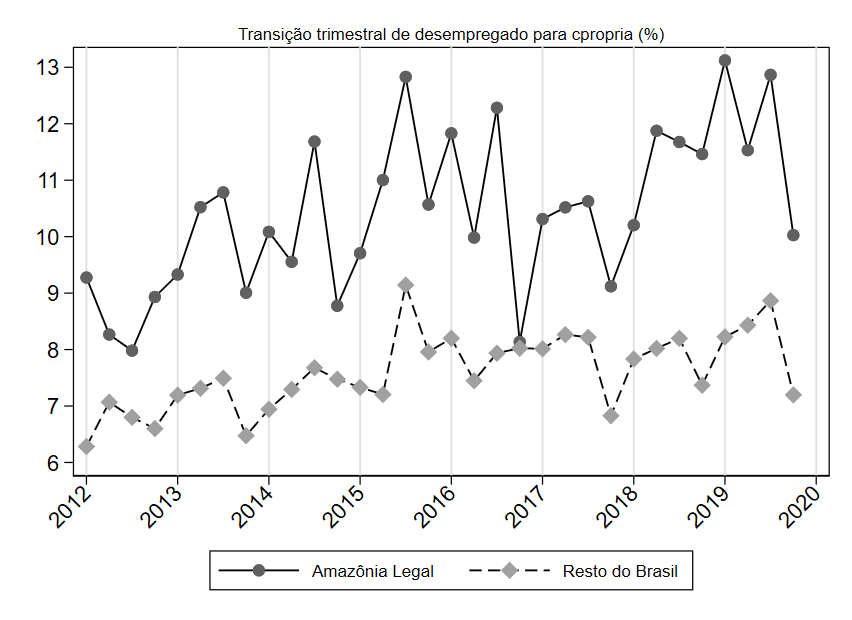 Transição trimestral de desempregado para cpropria (%)
13
12
11
10
9
8
7
6
2012 2013 2014 2015 2016 2017 2018 2019 2020
Amazônia Legal Resto do Brasil